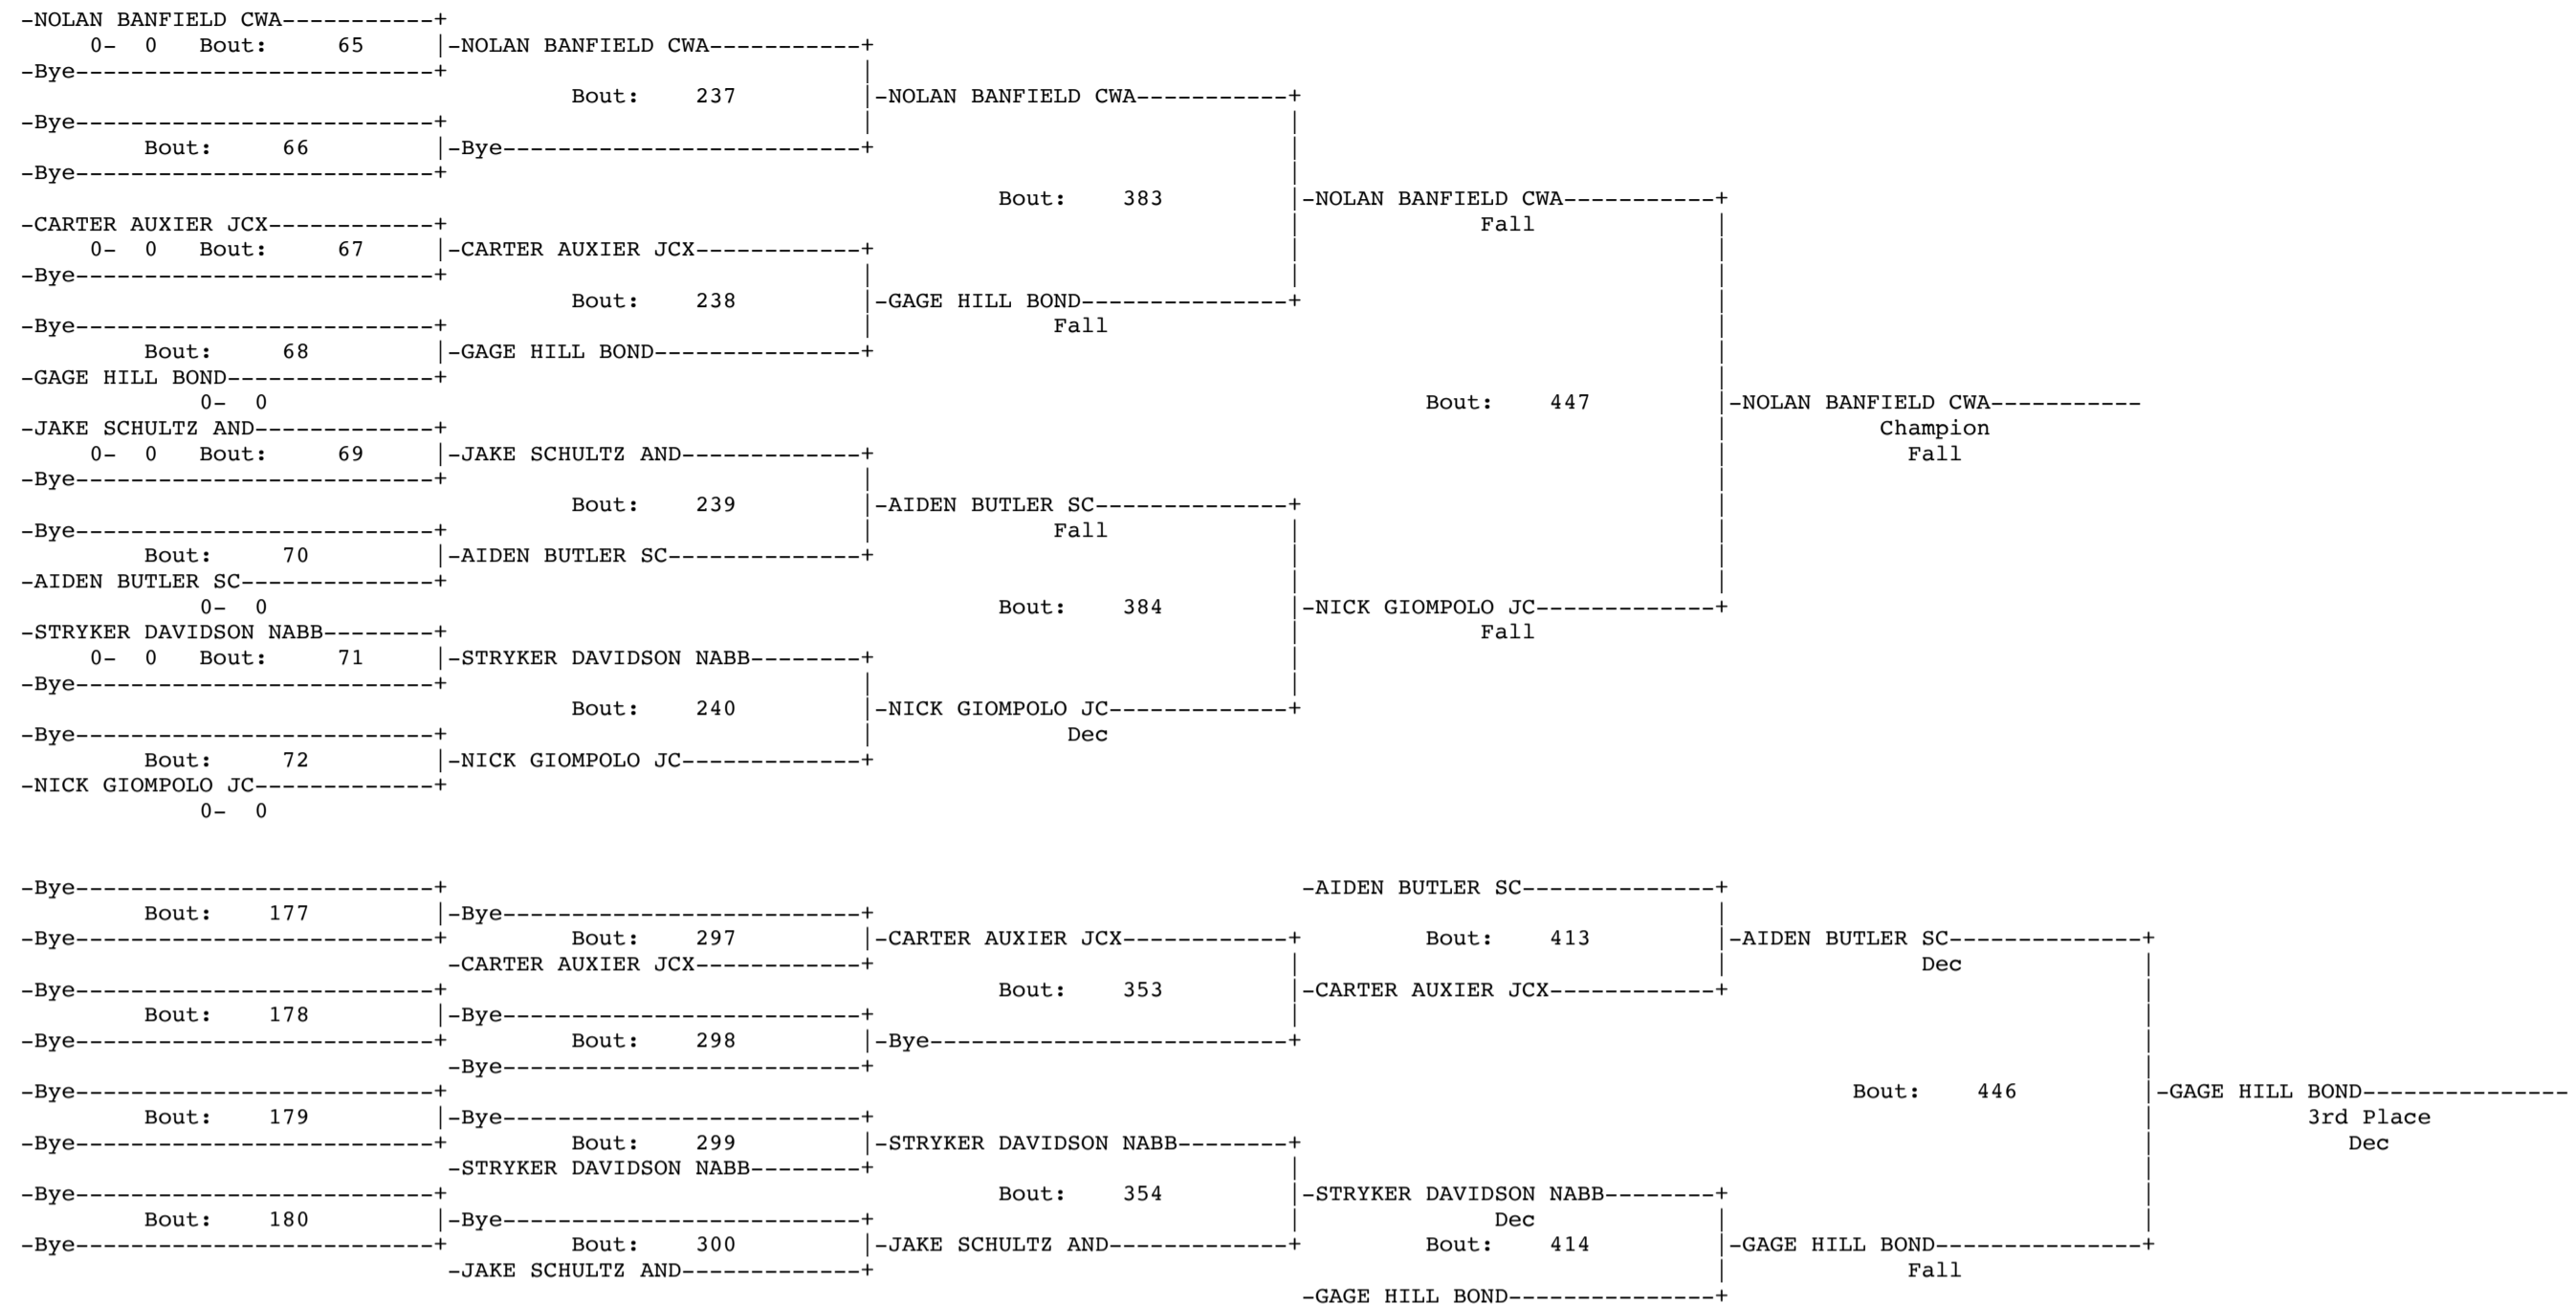 -NOLAN BANFIELD CWA-----------+
     0-  0   Bout:     65     |-NOLAN BANFIELD CWA-----------+
-Bye--------------------------+                              |
                                        Bout:    237         |-NOLAN BANFIELD CWA-----------+
-Bye--------------------------+                              |                              |
         Bout:     66         |-Bye--------------------------+                              |
-Bye--------------------------+                                                             |
                                                                       Bout:    383         |-NOLAN BANFIELD CWA-----------+
-CARTER AUXIER JCX------------+                                                             |             Fall             |
     0-  0   Bout:     67     |-CARTER AUXIER JCX------------+                              |                              |
-Bye--------------------------+                              |                              |                              |
                                        Bout:    238         |-GAGE HILL BOND---------------+                              |
-Bye--------------------------+                              |             Fall                                            |
         Bout:     68         |-GAGE HILL BOND---------------+                                                             |
-GAGE HILL BOND---------------+                                                                                            |
             0-  0                                                                                    Bout:    447         |-NOLAN BANFIELD CWA-----------
-JAKE SCHULTZ AND-------------+                                                                                            |           Champion
     0-  0   Bout:     69     |-JAKE SCHULTZ AND-------------+                                                             |             Fall
-Bye--------------------------+                              |                                                             |
                                        Bout:    239         |-AIDEN BUTLER SC--------------+                              |
-Bye--------------------------+                              |             Fall             |                              |
         Bout:     70         |-AIDEN BUTLER SC--------------+                              |                              |
-AIDEN BUTLER SC--------------+                                                             |                              |
             0-  0                                                     Bout:    384         |-NICK GIOMPOLO JC-------------+
-STRYKER DAVIDSON NABB--------+                                                             |             Fall
     0-  0   Bout:     71     |-STRYKER DAVIDSON NABB--------+                              |
-Bye--------------------------+                              |                              |
                                        Bout:    240         |-NICK GIOMPOLO JC-------------+
-Bye--------------------------+                              |              Dec
         Bout:     72         |-NICK GIOMPOLO JC-------------+
-NICK GIOMPOLO JC-------------+
             0-  0
-Bye--------------------------+                                                              -AIDEN BUTLER SC--------------+
         Bout:    177         |-Bye--------------------------+                                                             |
-Bye--------------------------+         Bout:    297         |-CARTER AUXIER JCX------------+         Bout:    413         |-AIDEN BUTLER SC--------------+
                               -CARTER AUXIER JCX------------+                              |                              |              Dec             |
-Bye--------------------------+                                        Bout:    353         |-CARTER AUXIER JCX------------+                              |
         Bout:    178         |-Bye--------------------------+                              |                                                             |
-Bye--------------------------+         Bout:    298         |-Bye--------------------------+                                                             |
                               -Bye--------------------------+                                                                                            |
-Bye--------------------------+                                                                                                      Bout:    446         |-GAGE HILL BOND---------------
         Bout:    179         |-Bye--------------------------+                                                                                            |           3rd Place
-Bye--------------------------+         Bout:    299         |-STRYKER DAVIDSON NABB--------+                                                             |              Dec
                               -STRYKER DAVIDSON NABB--------+                              |                                                             |
-Bye--------------------------+                                        Bout:    354         |-STRYKER DAVIDSON NABB--------+                              |
         Bout:    180         |-Bye--------------------------+                              |              Dec             |                              |
-Bye--------------------------+         Bout:    300         |-JAKE SCHULTZ AND-------------+         Bout:    414         |-GAGE HILL BOND---------------+
                               -JAKE SCHULTZ AND-------------+                                                             |             Fall
                                                                                             -GAGE HILL BOND---------------+